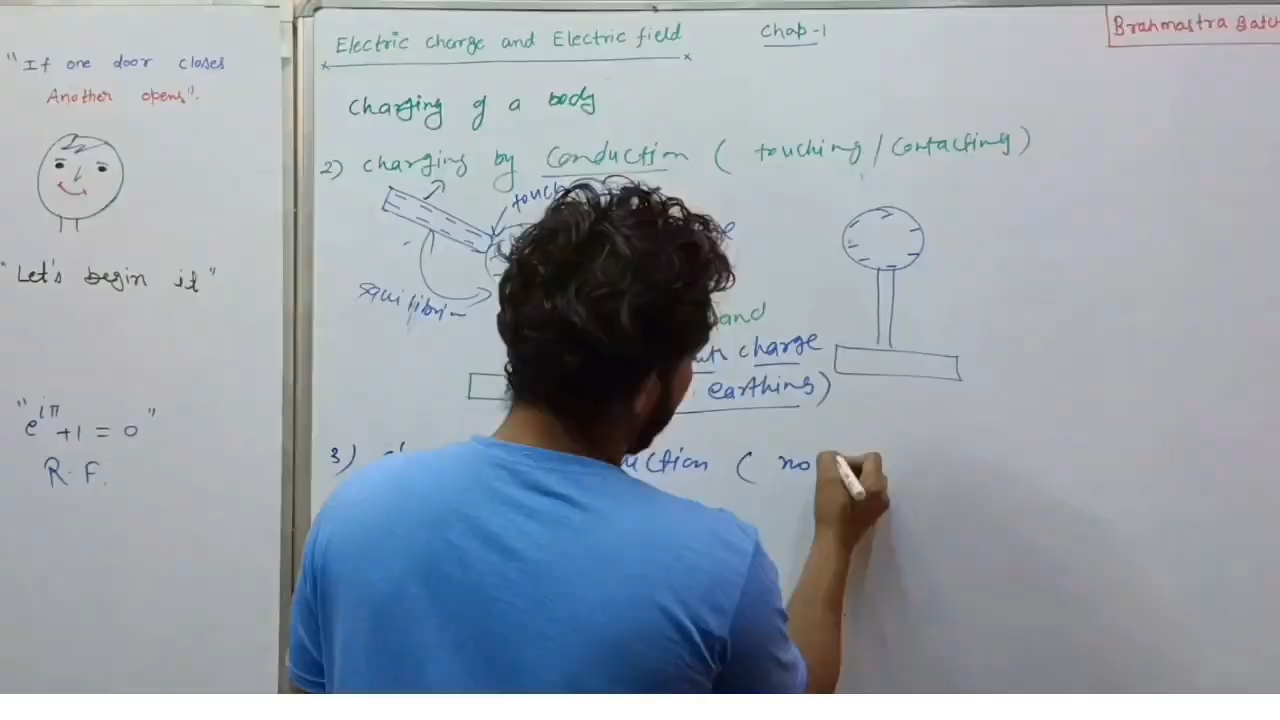 "If one door closes
Another opens".
"Let's begin it"
"e^iπ +1 = 0"
R.F.
Electric charge and Electric field Chap-1
Brahmastra Batch
Charging of a body
2) charging by Conduction ( touching / Contacting )
touch
equilibrium
and
charge
earthing)
3) ( no